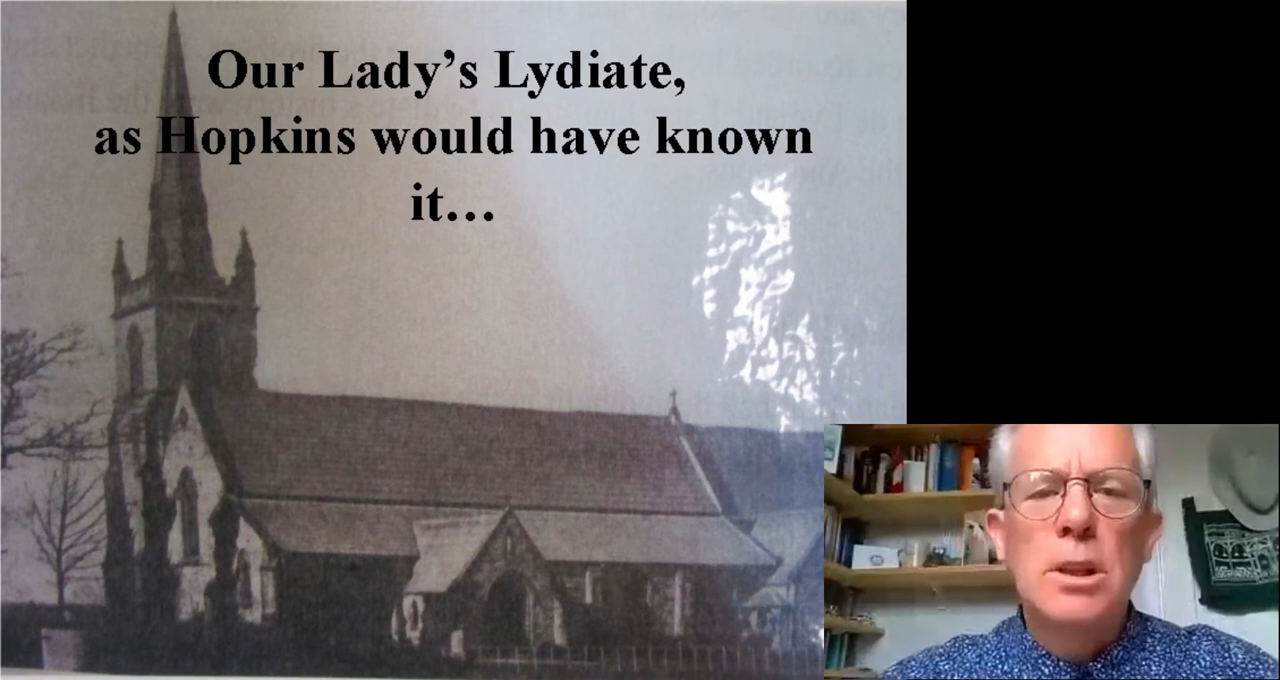 Our Lady’s Lydiate,
as Hopkins would have known
it…